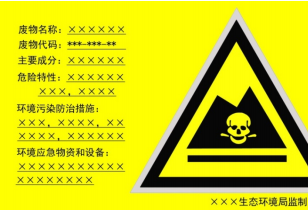 废物名称：××××××
废物代码：***-***-**
主要成分：××××××
危险特性：××××××
×××，××××
环境污染防治措施：
×××，××××，××
××××，××××××
环境应急物资和设备：
×××××××××××
××××××××
×××生态环境局监制